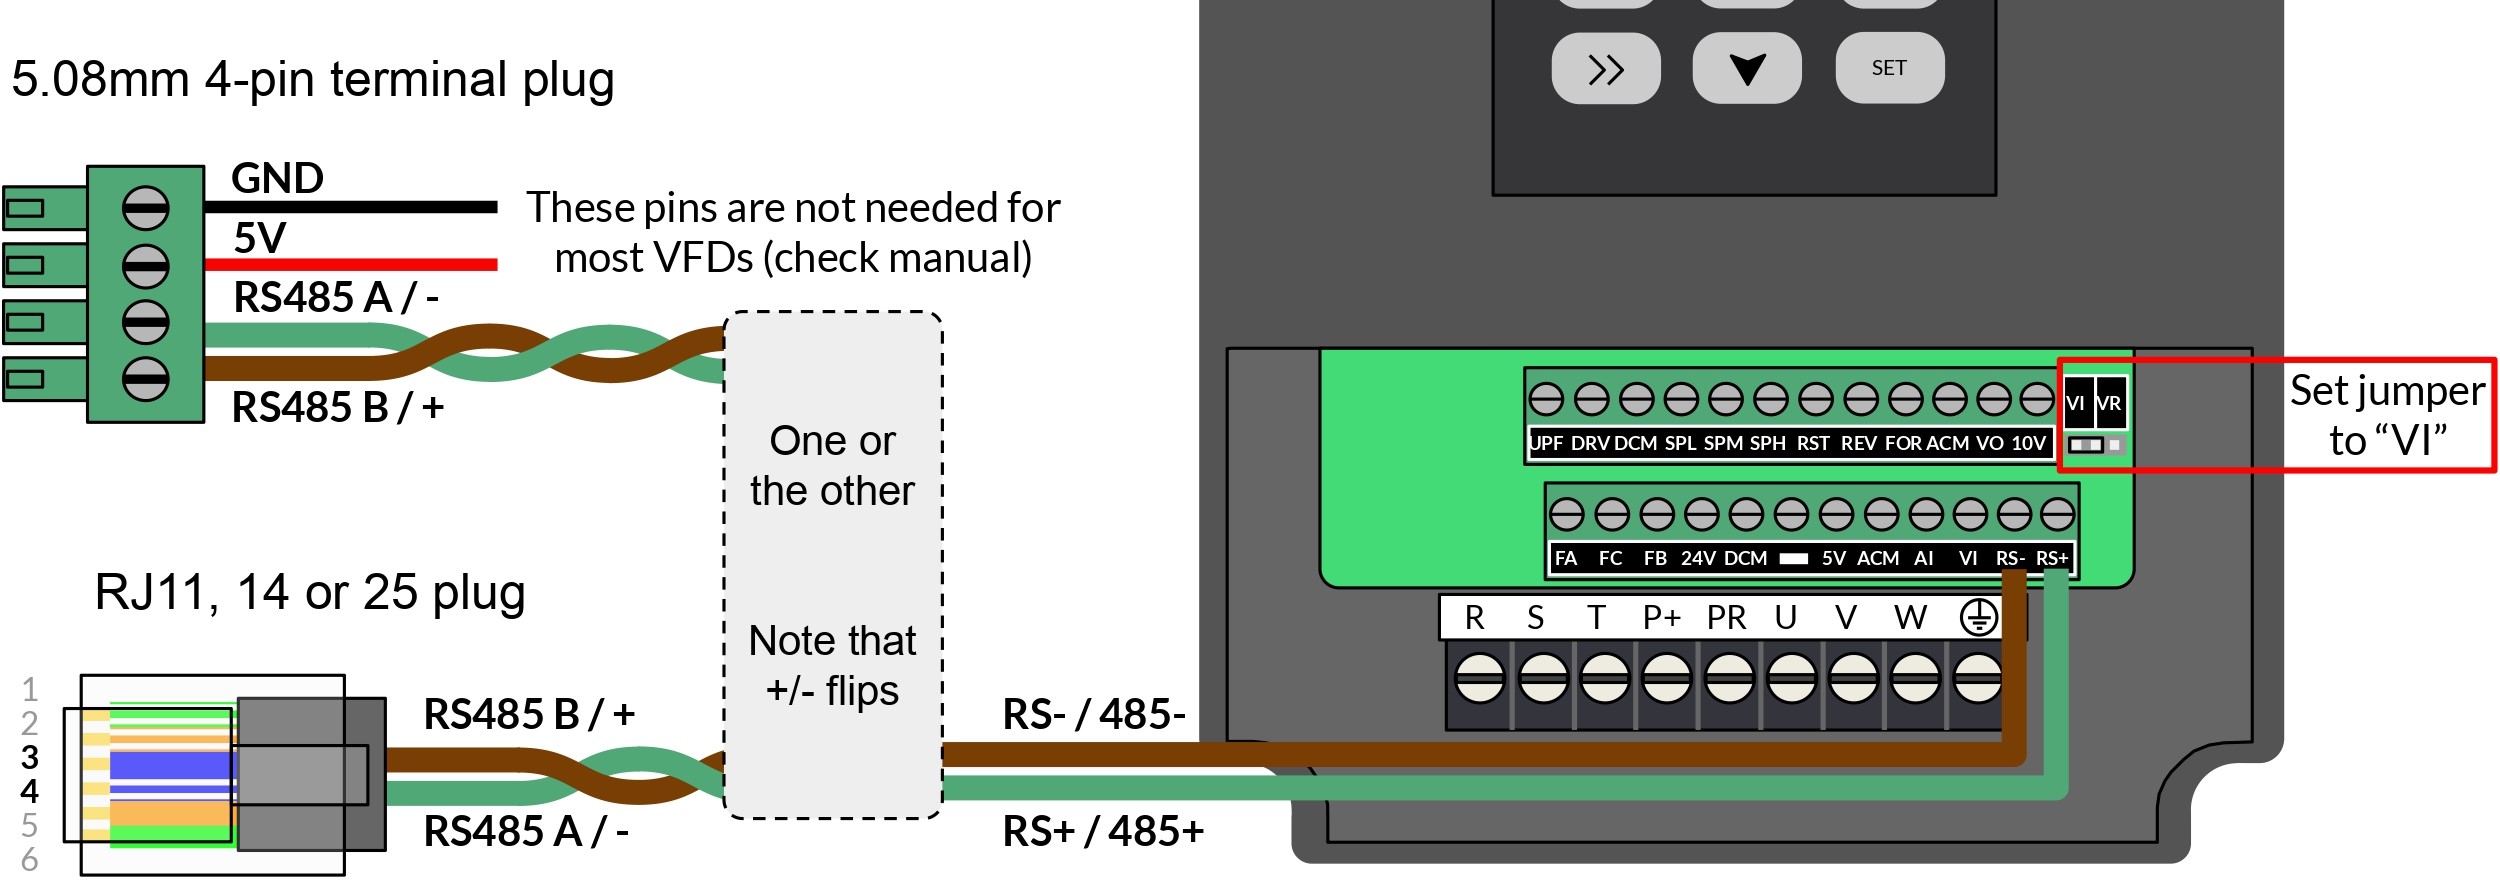 5.08mm 4-pin terminal plug
GND
5V
RS485 A / -
RS485 B / +
These pins are not needed for
most VFDs (check manual)
One or
the other
Note that
+/- flips
RJ11, 14 or 25 plug
1
2
3
4
5
6
RS485 B / +
RS485 A / -
RS- / 485-
RS+ / 485+
SET
VI VR
UPF DRV DCM SPL SPM SPH RST REV FOR ACM VO 10V
Set jumper
to “VI”
FA FC FB 24V DCM 5V ACM AI VI RS- RS+
R S T P+ PR U V W